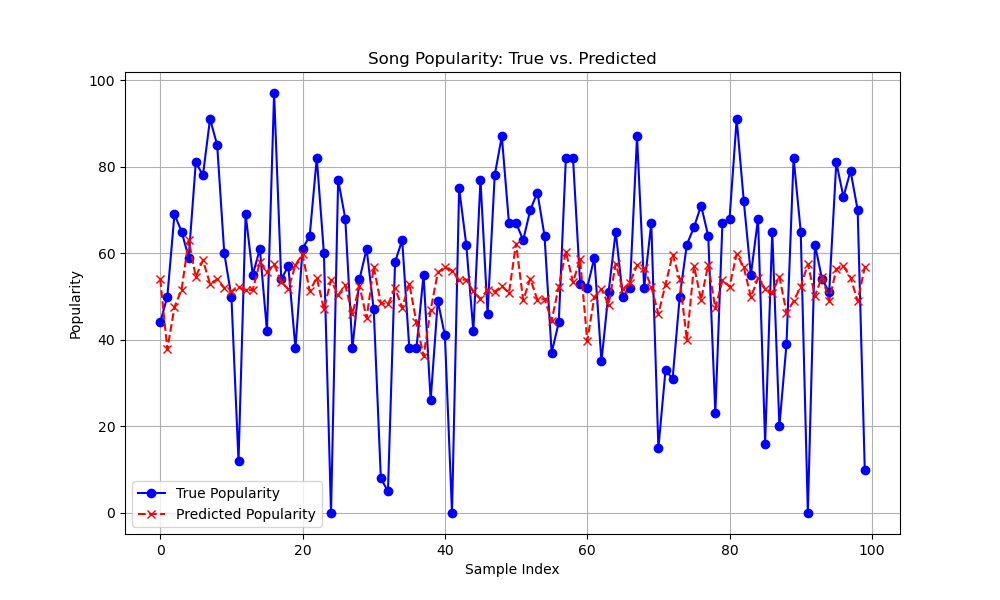 Song Popularity: True vs. Predicted
100
80
60
40
20
0
Popularity
True Popularity
Predicted Popularity
0 20 40 60 80 100
Sample Index